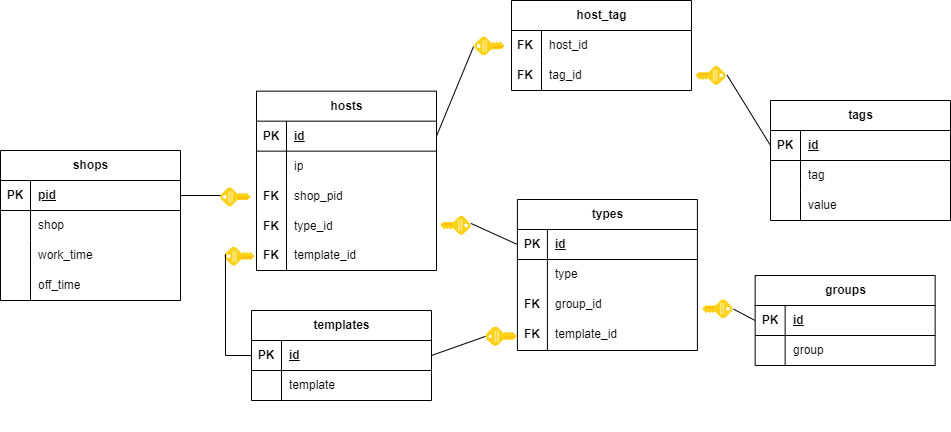 host_tag
FK host_id
FK tag_id
hosts
PK id
ip
FK shop_pid
FK type_id
FK template_id
tags
PK id
tag
value
shops
PK pid
shop
work_time
off_time
types
PK id
type
FK group_id
FK template_id
groups
PK id
group
templates
PK id
template